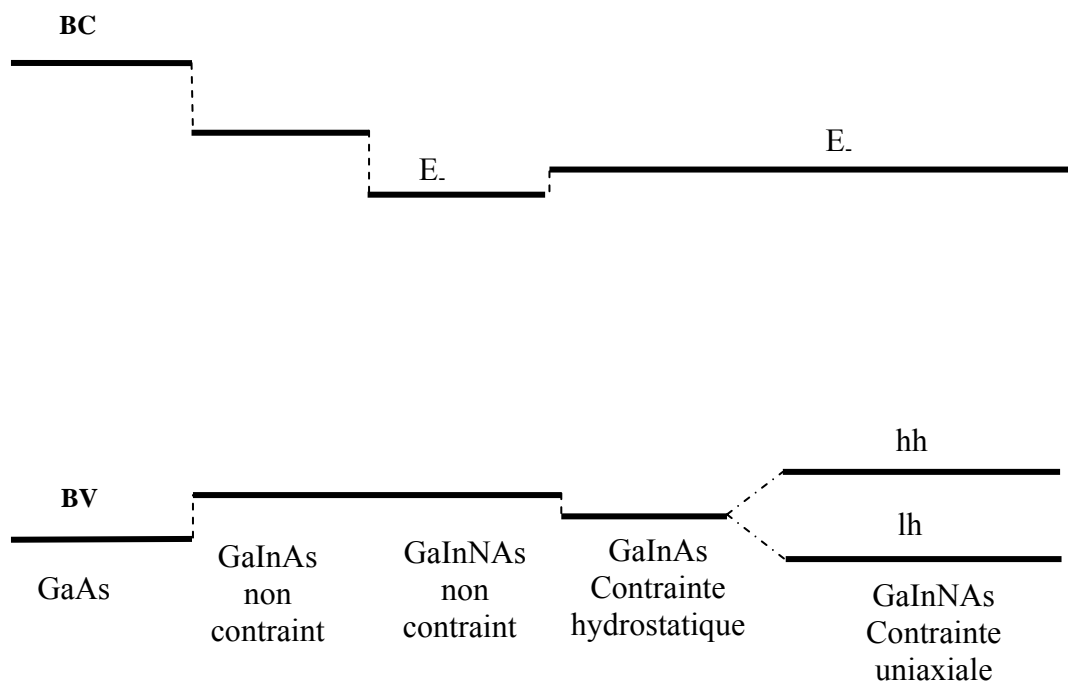 BC
E-
E-
hh
BV
lh
GaAs
GaInAs
non
contraint
GaInNAs
non
contraint
GaInAs
Contrainte
hydrostatique
GaInNAs
Contrainte
uniaxiale